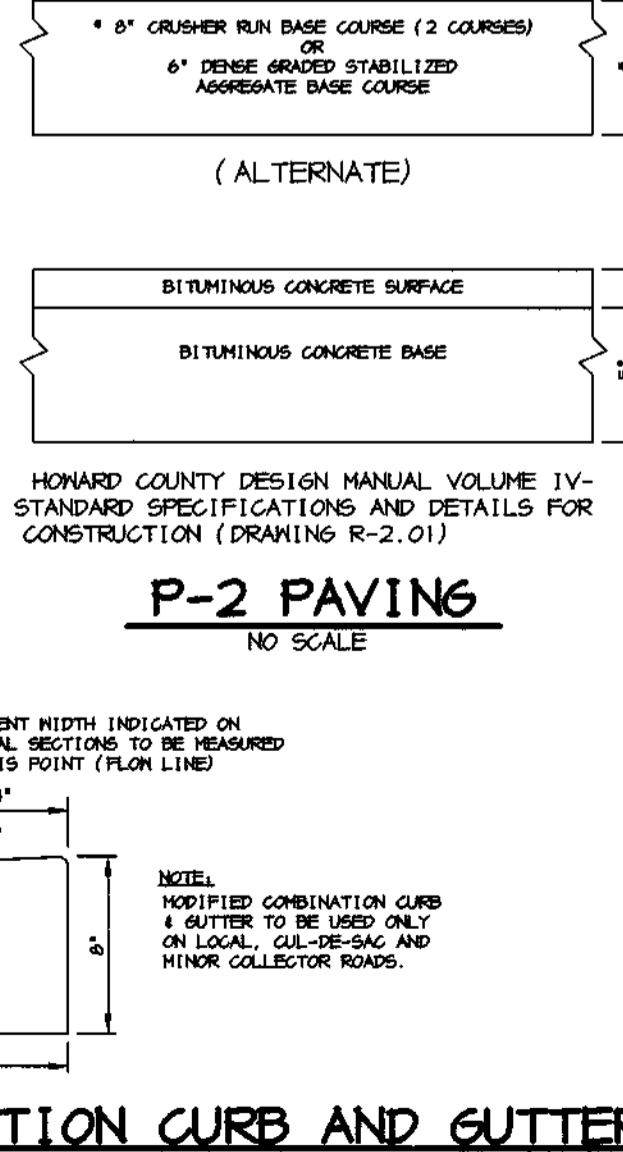 * 8" CRUSHER RUN BASE COURSE (2 COURSES)
OR
6" DENSE GRADED STABILIZED
AGGREGATE BASE COURSE
(ALTERNATE)
BITUMINOUS CONCRETE SURFACE
BITUMINOUS CONCRETE BASE
HOWARD COUNTY DESIGN MANUAL VOLUME IV-
STANDARD SPECIFICATIONS AND DETAILS FOR
CONSTRUCTION (DRAWING R-2.01)
P-2 PAVING
NO SCALE
ENT WIDTH INDICATED ON
AL SECTIONS TO BE MEASURED
IS POINT (FLOW LINE)
8"
NOTE:
MODIFIED COMBINATION CURB
& GUTTER TO BE USED ONLY
ON LOCAL, CUL-DE-SAC AND
MINOR COLLECTOR ROADS.
TION CURB AND GUTTER